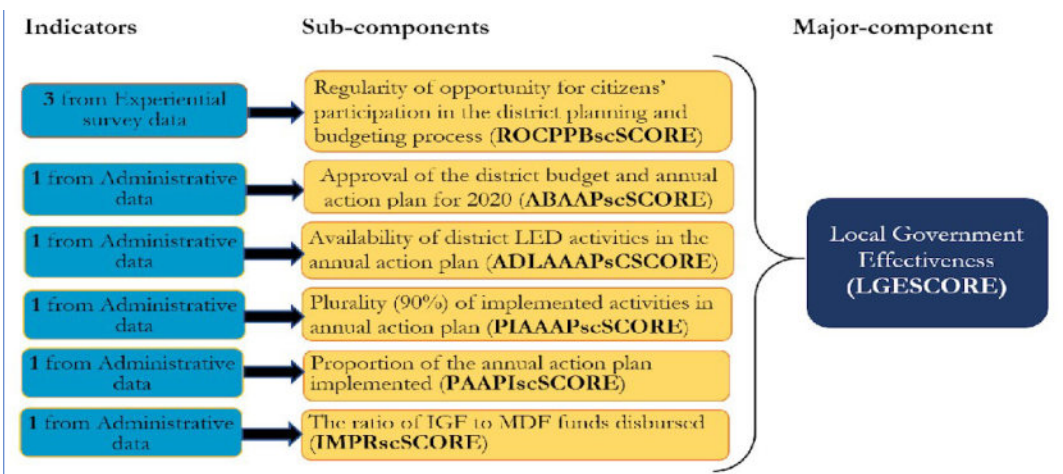 Indicators
Sub-components
Major-component
3 from Experiential
survey data
Regularity of opportunity for citizens'
participation in the district planning and
budgeting process (ROCPPBscSCORE)
1 from Administrative
data
Approval of the district budget and annual
action plan for 2020 (ABAAPscSCORE)
1 from Administrative
data
Availability of district LED activities in the
annual action plan (ADLAAAPsCSCORE)
1 from Administrative
data
Plurality (90%) of implemented activities in
annual action plan (PIAAAPscSCORE)
1 from Administrative
data
Proportion of the annual action plan
implemented (PAAPIscSCORE)
1 from Administrative
data
The ratio of IGF to MDF funds disbursed
(IMPRscSCORE)
Local Government
Effectiveness
(LGESCORE)